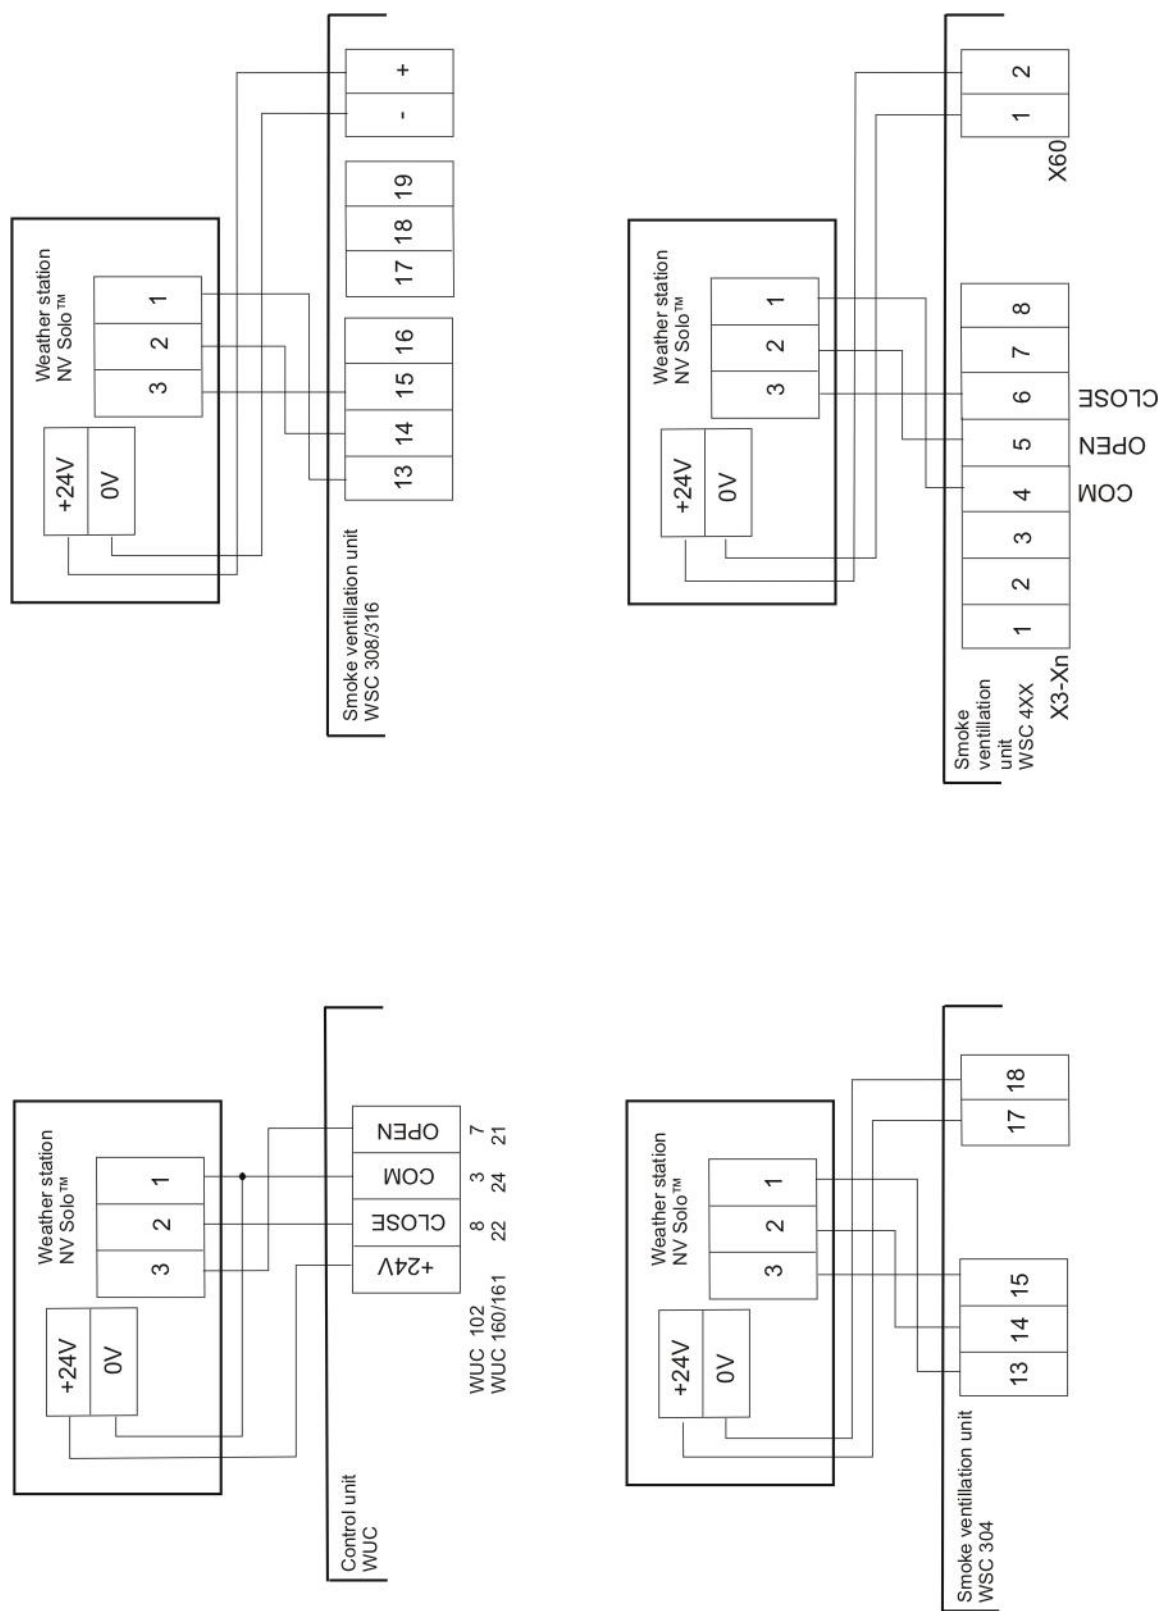 Weather station
NV Solo™
+24V
0V
3 2 1
Control unit
WUC
+24V CLOSE COM OPEN
WUC 102 8 3 7
WUC 160/161 22 24 21
Weather station
NV Solo™
+24V
0V
3 2 1
Smoke ventillation unit
WSC 308/316
13 14 15 16 17 18 19 - +
Weather station
NV Solo™
+24V
0V
3 2 1
Smoke ventillation unit
WSC 304
13 14 15 17 18
Weather station
NV Solo™
+24V
0V
3 2 1
Smoke
ventillation
unit
WSC 4XX
1 2 3 4 5 6 7 8 1 2
X3-Xn X60
COM OPEN CLOSE